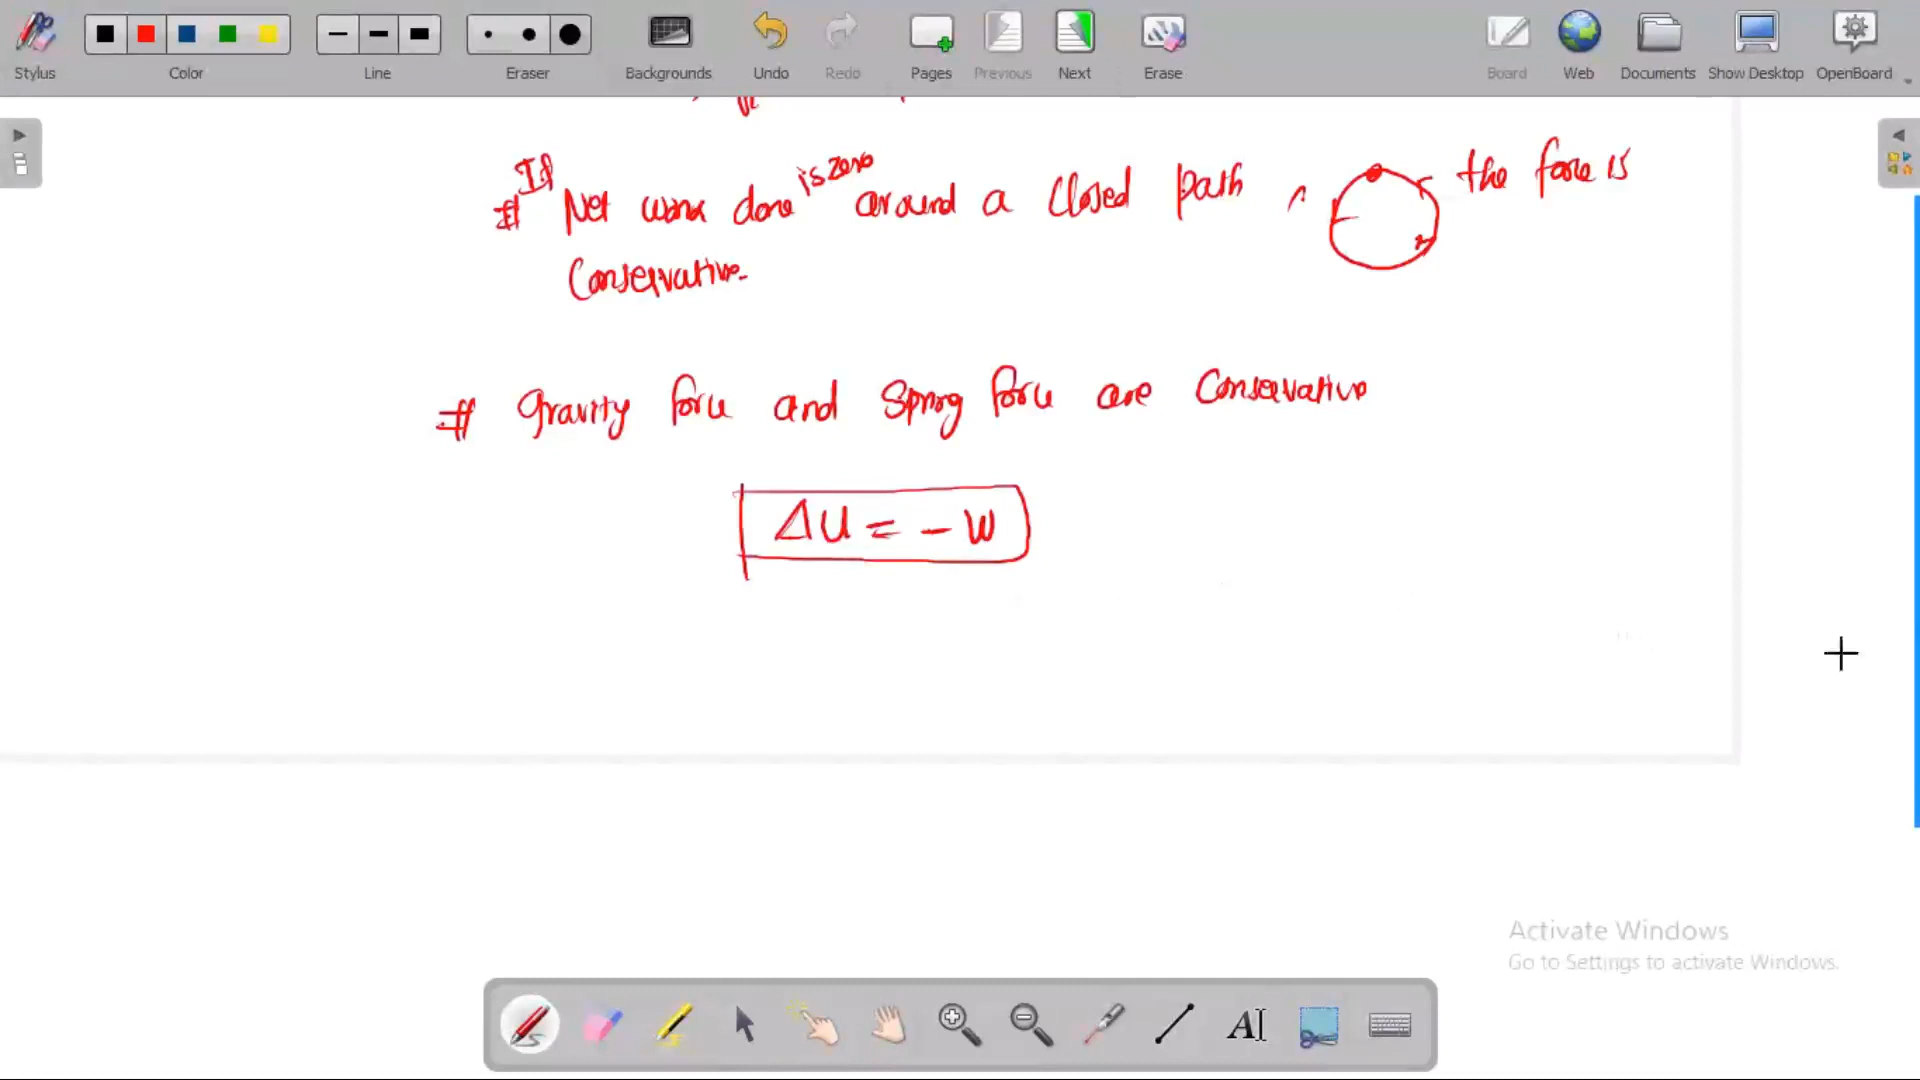 Stylus Color Line Eraser Backgrounds Undo Redo Pages Previous Next Erase Board Web Documents Show Desktop OpenBoard
# If Net work done is zero around a closed path , the force is
Conservative.
# Gravity force and Spring force are Conservative
ΔU = - W
Activate Windows
Go to Settings to activate Windows.
AI